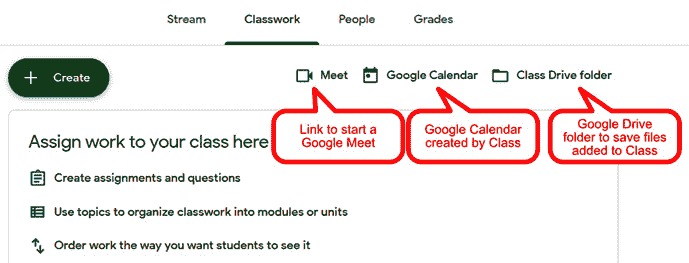 Stream Classwork People Grades
+ Create Meet Google Calendar Class Drive folder
Link to start a
Google Meet
Google Calendar
created by Class
Google Drive
folder to save files
added to Class
Assign work to your class here
Create assignments and questions
Use topics to organize classwork into modules or units
Order work the way you want students to see it